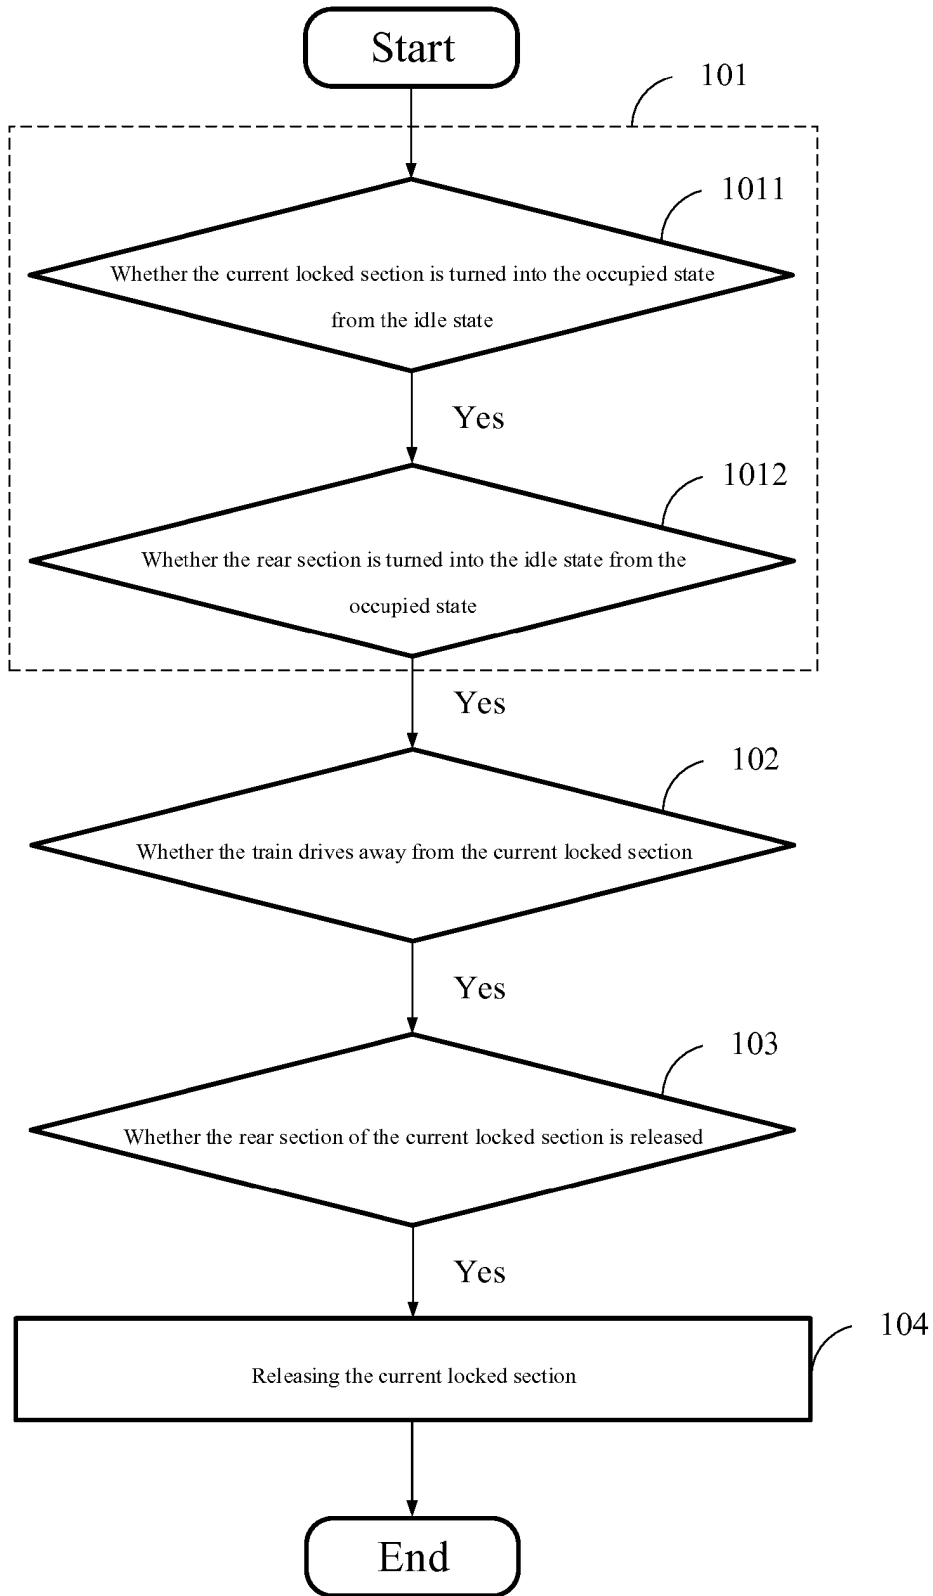 Start
101
1011
Whether the current locked section is turned into the occupied state
from the idle state
Yes
1012
Whether the rear section is turned into the idle state from the
occupied state
Yes
102
Whether the train drives away from the current locked section
Yes
103
Whether the rear section of the current locked section is released
Yes
104
Releasing the current locked section
End